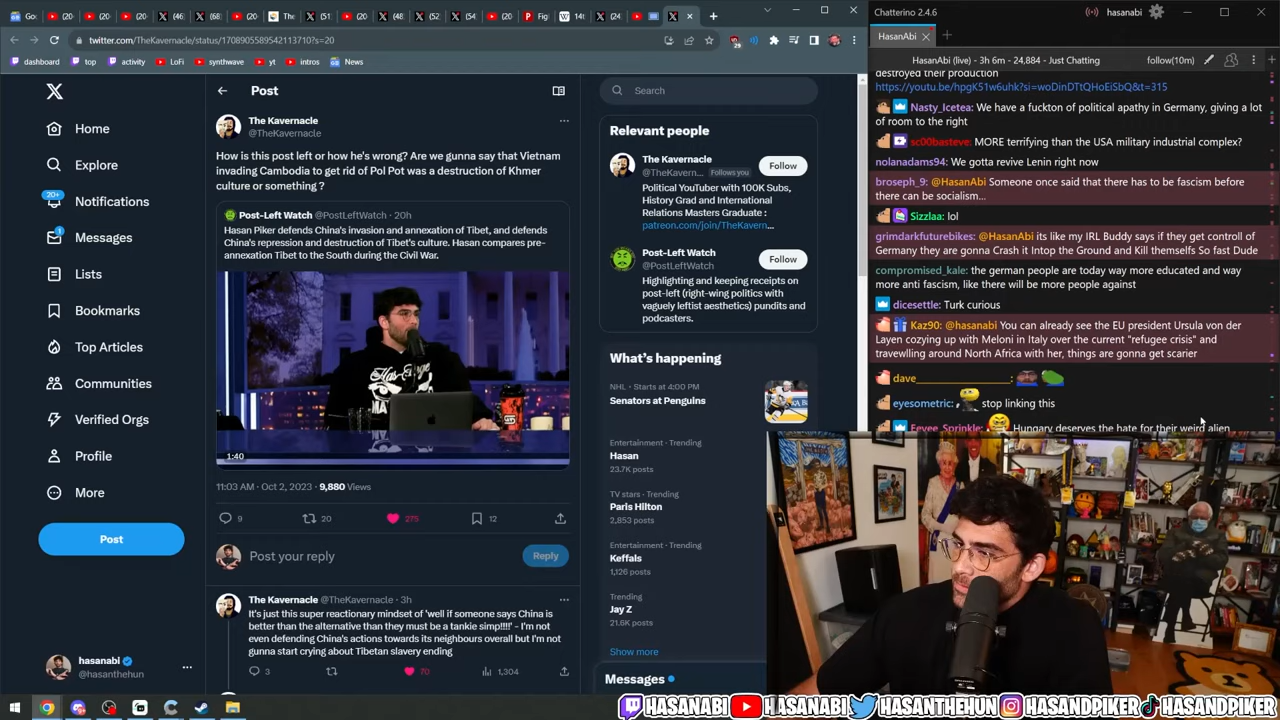 twitter.com/TheKavernacle/status/1708905589542113710?s=20
dashboard
top
activity
LoFi
synthwave
yt
intros
News
Home
Explore
20+
Notifications
1
Messages
Lists
Bookmarks
Top Articles
Communities
Verified Orgs
Profile
More
Post
hasanabi
@hasanthehun
Post
The Kavernacle
@TheKavernacle
How is this post left or how he's wrong? Are we gunna say that Vietnam
invading Cambodia to get rid of Pol Pot was a destruction of Khmer
culture or something ?
Post-Left Watch @PostLeftWatch · 20h
Hasan Piker defends China's invasion and annexation of Tibet, and defends
China's repression and destruction of Tibet's culture. Hasan compares pre-
annexation Tibet to the South during the Civil War.
1:40
11:03 AM · Oct 2, 2023 · 9,880 Views
9
20
275
12
Post your reply
Reply
The Kavernacle @TheKavernacle · 3h
It's just this super reactionary mindset of 'well if someone says China is
better than the alternative than they must be a tankie simp!!!!' - I'm not
even defending China's actions towards its neighbours overall but I'm not
gunna start crying about Tibetan slavery ending
3
70
1,304
Search
Relevant people
The Kavernacle
@TheKavern... Follows you
Follow
Political YouTuber with 100K Subs,
History Grad and International
Relations Masters Graduate :
patreon.com/join/TheKavern...
Post-Left Watch
@PostLeftWatch
Follow
Highlighting and keeping receipts on
post-left (right-wing politics with
vaguely leftist aesthetics) pundits and
podcasters.
What's happening
NHL · Starts at 4:00 PM
Senators at Penguins
Entertainment · Trending
Hasan
23.7K posts
TV stars · Trending
Paris Hilton
2,853 posts
Entertainment · Trending
Keffals
1,126 posts
Trending
Jay Z
21.6K posts
Show more
Messages
Chatterino 2.4.6
hasanabi
HasanAbi
HasanAbi (live) - 3h 6m - 24,884 - Just Chatting
follow(10m)
destroyed their production
https://youtu.be/hpgK51w6uhk?si=woDinDTtQHoEiSbQ&t=315
Nasty_Icetea: We have a fuckton of political apathy in Germany, giving a lot
of room to the right
sc00basteve: MORE terrifying than the USA military industrial complex?
nolanadams94: We gotta revive Lenin right now
broseph_9: @HasanAbi Someone once said that there has to be fascism before
there can be socialism...
Sizzlaa: lol
grimdarkfuturebikes: @HasanAbi its like my IRL Buddy says if they get controll of
Germany they are gonna Crash it Intop the Ground and Kill themselfs So fast Dude
compromised_kale: the german people are today way more educated and way
more anti fascism, like there will be more people against
dicesettle: Turk curious
Kaz90: @hasanabi You can already see the EU president Ursula von der
Layen cozying up with Meloni in Italy over the current "refugee crisis" and
travewlling around North Africa with her, things are gonna get scarier
dave____________________:
eyesometric: stop linking this
Eevee_Sprinkle: Hungary deserves the hate for their weird alien
HASANABI
HASANABI
HASANTHEHUN
HASANDPIKER
HASANDPIKER